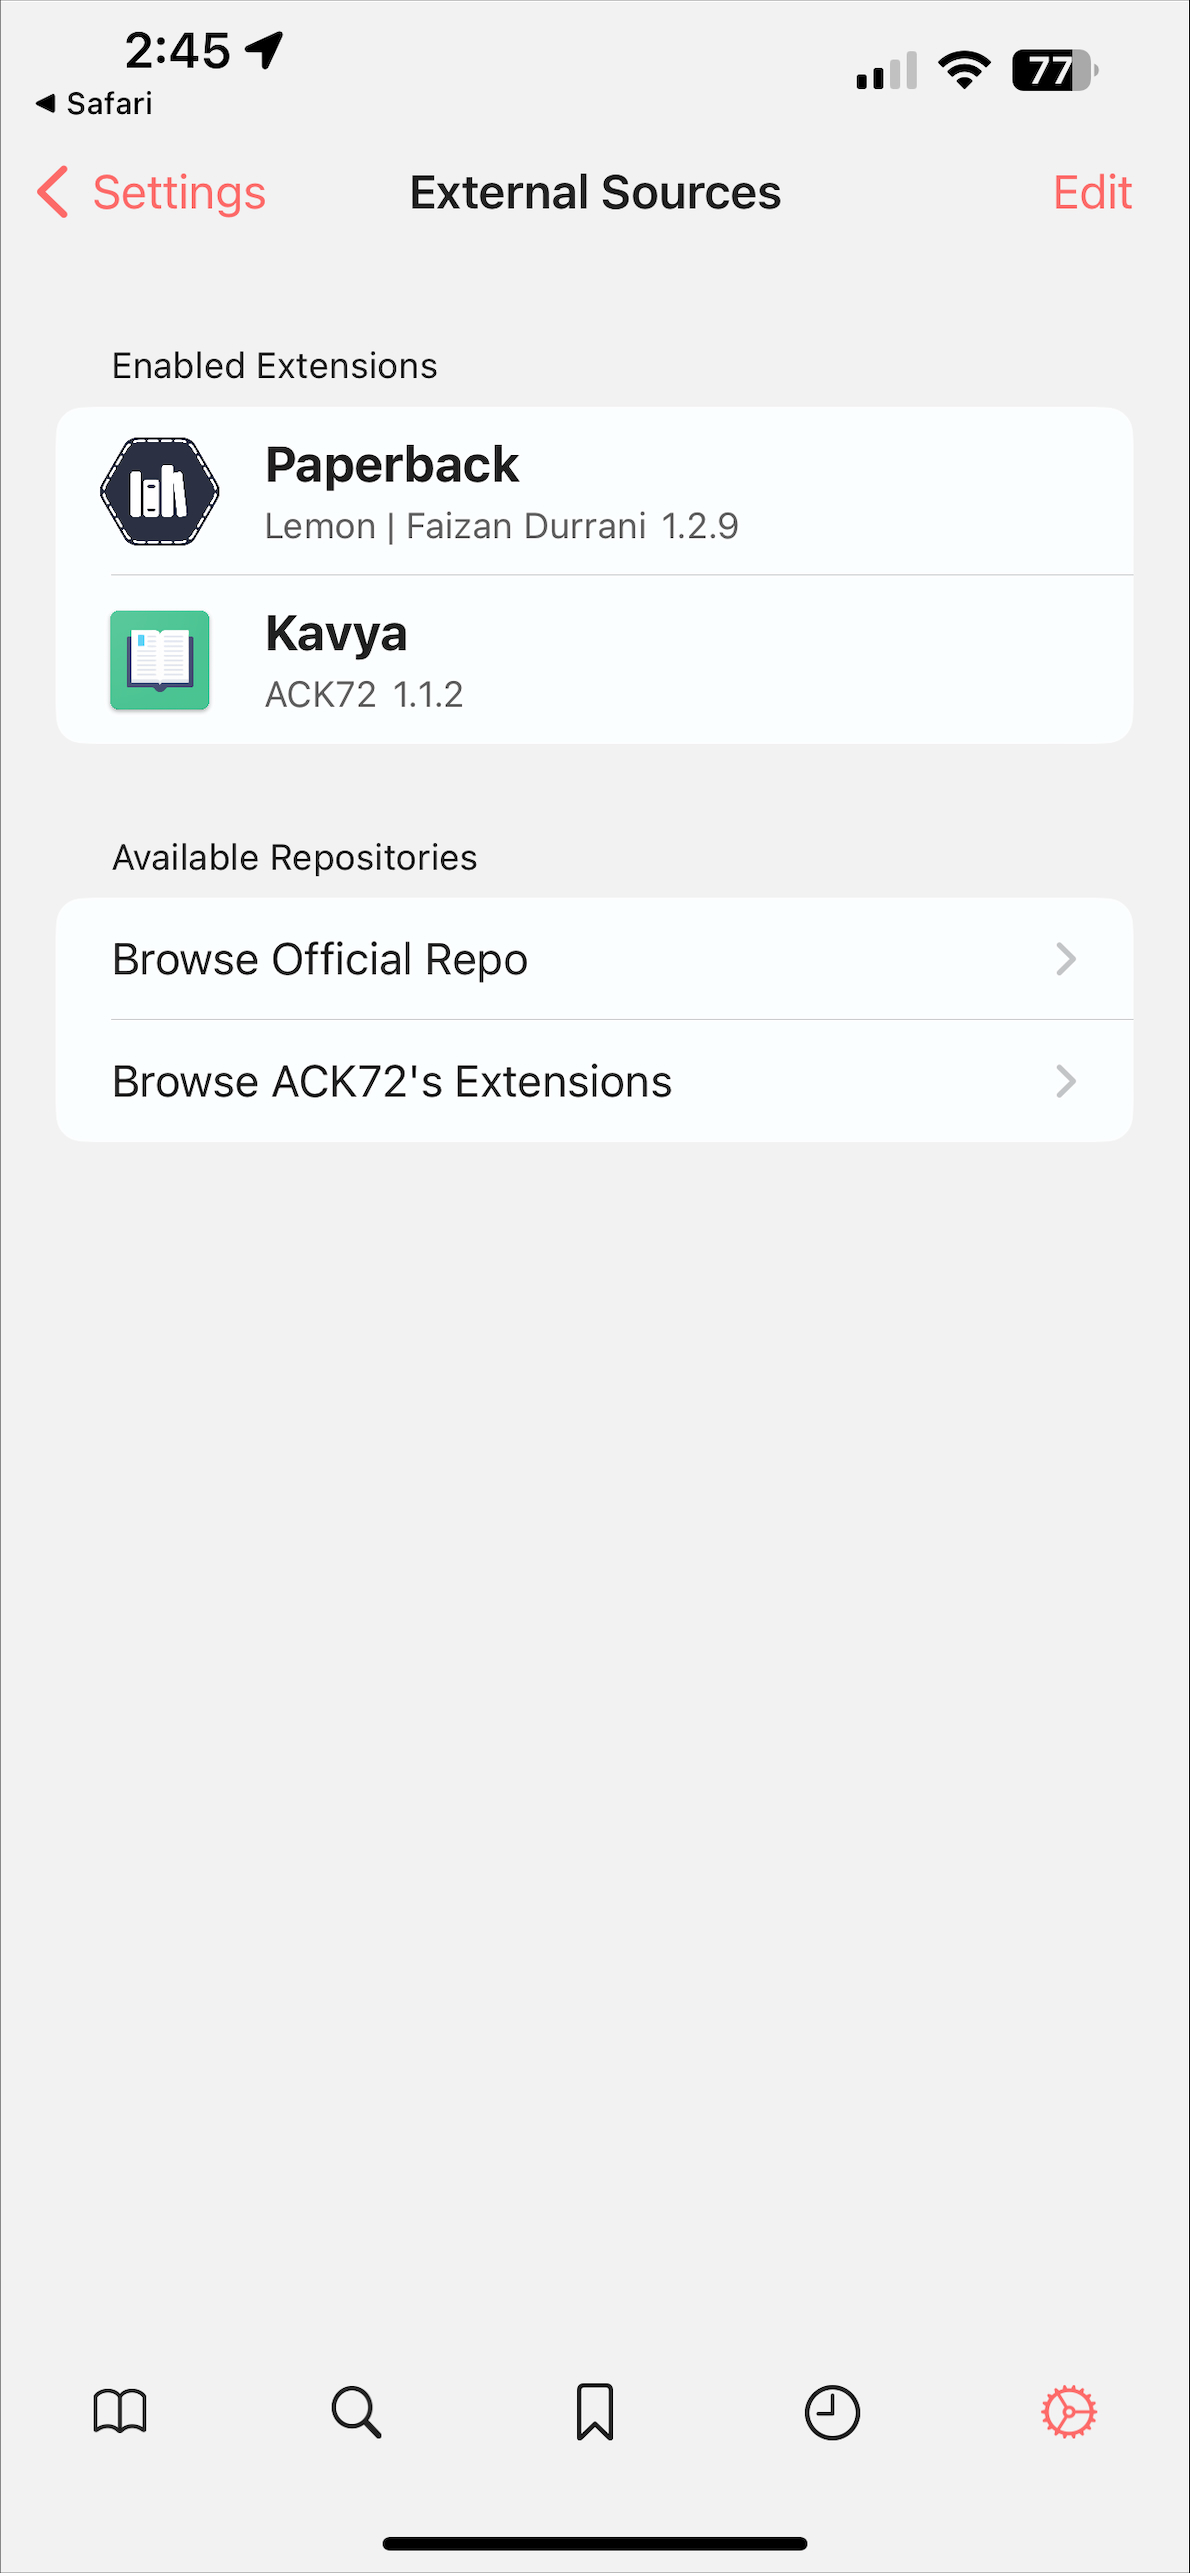 2:45
77
Safari
Settings
External Sources
Edit
Enabled Extensions
Paperback
Lemon | Faizan Durrani 1.2.9
Kavya
ACK72 1.1.2
Available Repositories
Browse Official Repo
Browse ACK72's Extensions